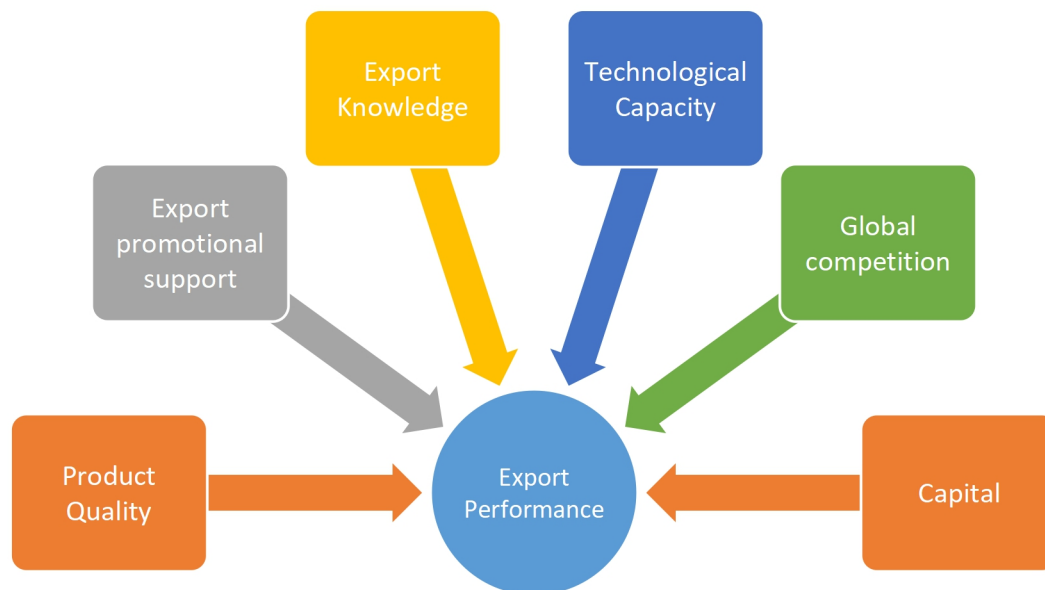 Export
Knowledge
Technological
Capacity
Export
promotional
support
Global
competition
Product
Quality
Export
Performance
Capital